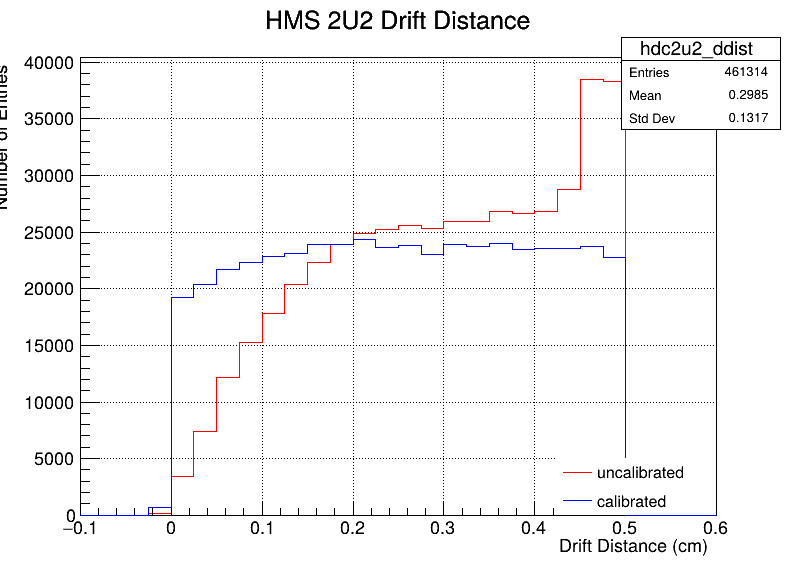 HMS 2U2 Drift Distance
hdc2u2_ddist
Entries 461314
Mean 0.2985
Std Dev 0.1317
Number of Entries
40000
35000
30000
25000
20000
15000
10000
5000
0
−0.1 0 0.1 0.2 0.3 0.4 0.5 0.6
Drift Distance (cm)
uncalibrated
calibrated